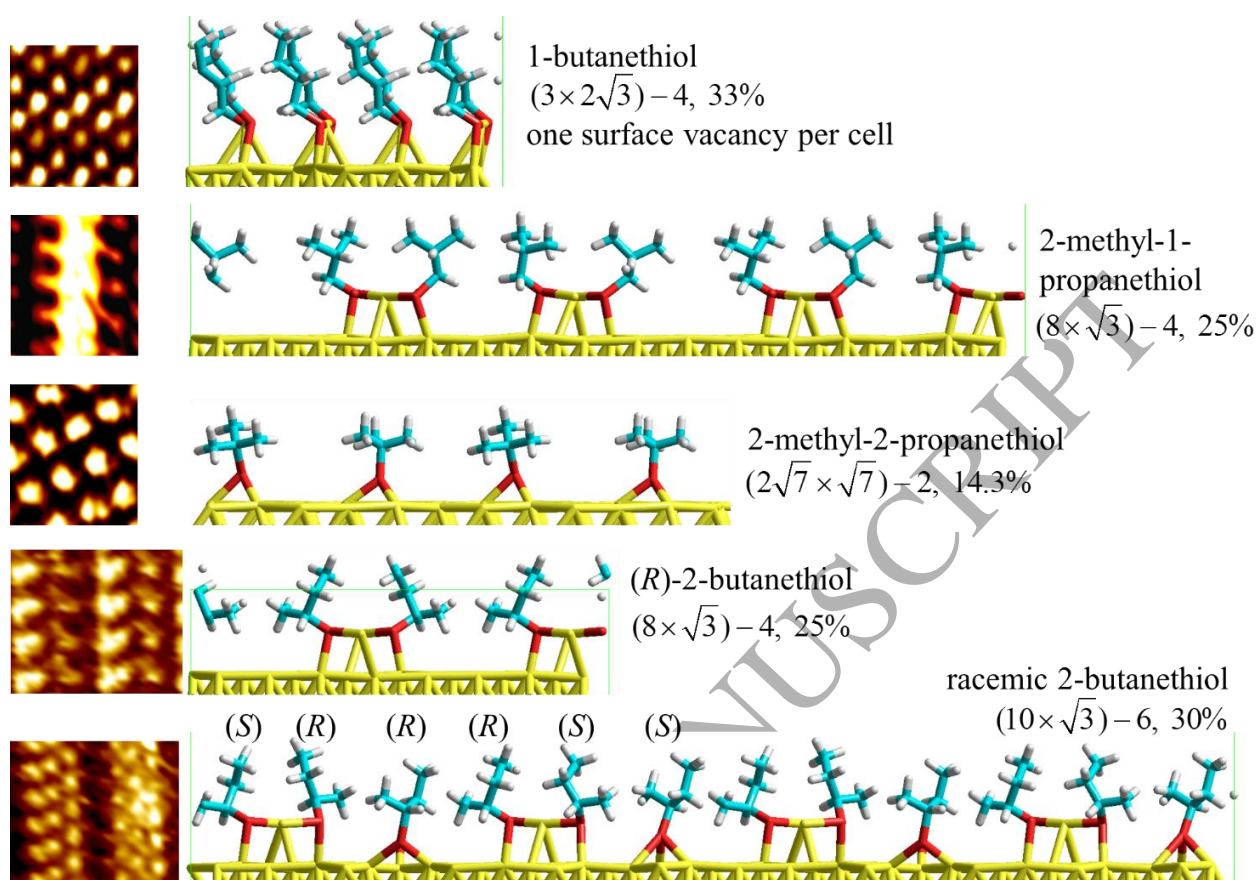 1-butanethiol
(3×2√3)−4, 33%
one surface vacancy per cell
2-methyl-1-
propanethiol
(8×√3)−4, 25%
2-methyl-2-propanethiol
(2√7×√7)−2, 14.3%
(R)-2-butanethiol
(8×√3)−4, 25%
racemic 2-butanethiol
(10×√3)−6, 30%
(S) (R) (R) (R) (S) (S)
NUSCRIPT